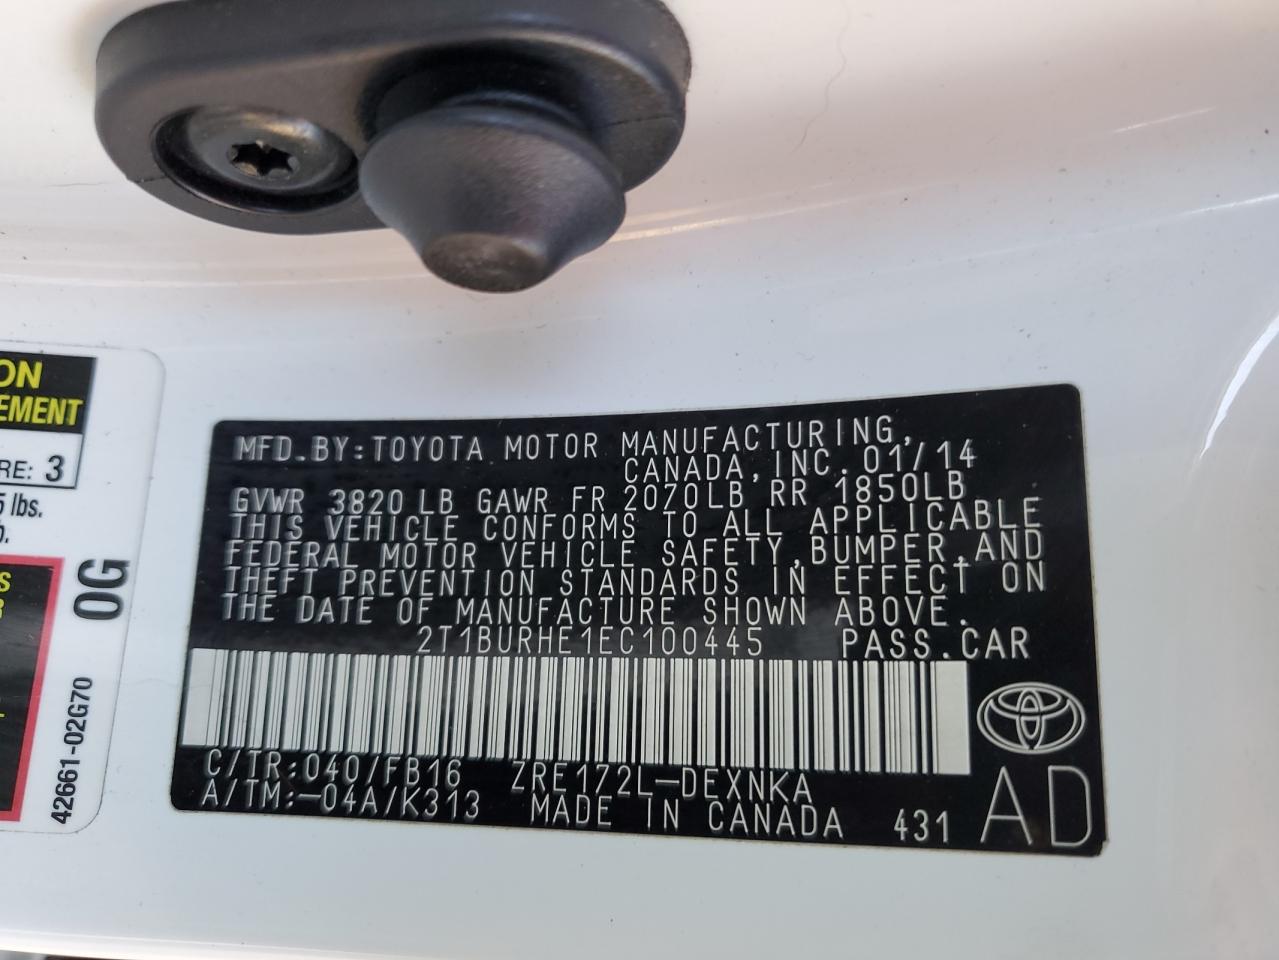 ON
EMENT
RE: 3
5 lbs.
b.
S
0G
42661-02G70
MFD.BY:TOYOTA MOTOR MANUFACTURING,
CANADA,INC. 01/14
GVWR 3820 LB GAWR FR 2070LB,RR 1850LB
THIS VEHICLE CONFORMS TO ALL APPLICABLE
FEDERAL MOTOR VEHICLE SAFETY,BUMPER,AND
THEFT PREVENTION STANDARDS IN EFFECT ON
THE DATE OF MANUFACTURE SHOWN ABOVE.
2T1BURHE1EC100445 PASS.CAR
C/TR:040/FB16 ZRE172L-DEXNKA
A/TM:-04A/K313 MADE IN CANADA 431
AD